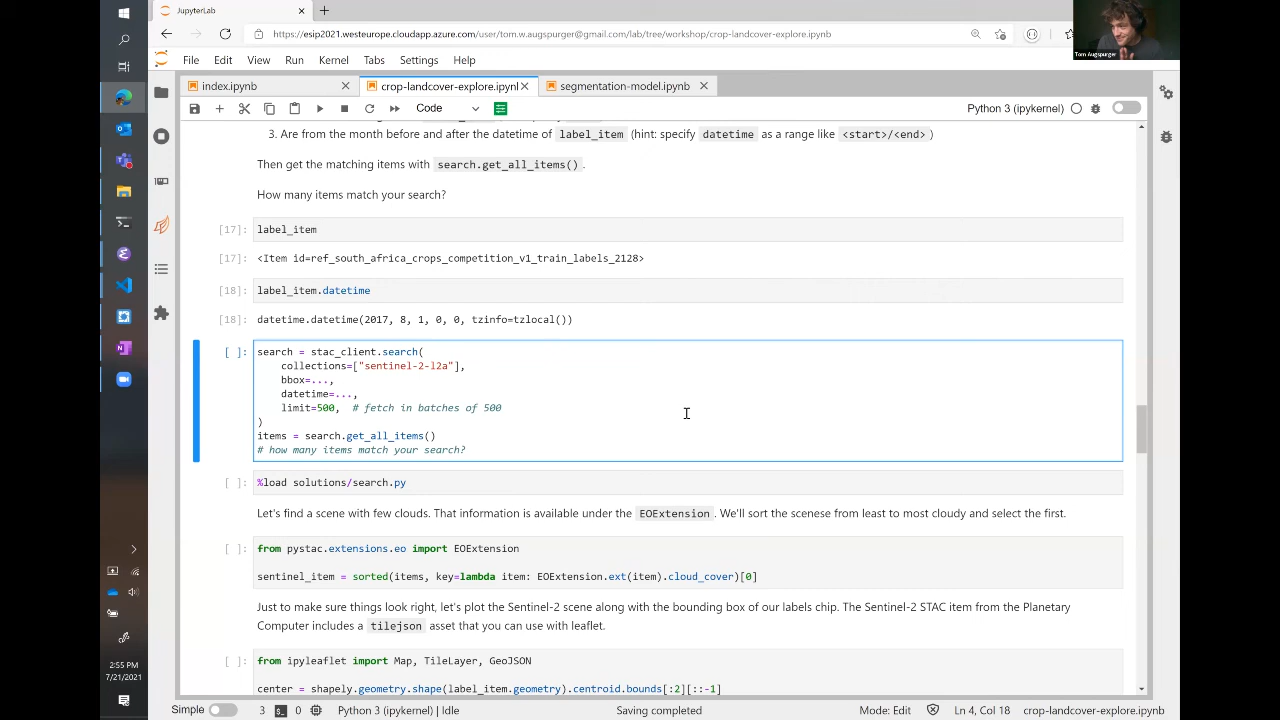 JupyterLab
https://esip2021.westeurope.cloudapp.azure.com/user/tom.w.augspurger@gmail.com/lab/tree/workshop/crop-landcover-explore.ipynb
Tom Augspurger
File Edit View Run Kernel Tabs Settings Help
index.ipynb
crop-landcover-explore.ipynl
segmentation-model.ipynb
Code
Python 3 (ipykernel)
3. Are from the month before and after the datetime of label_item (hint: specify datetime as a range like <start>/<end> )
Then get the matching items with search.get_all_items() .
How many items match your search?
[17]: label_item
[17]: <Item id=ref_south_africa_crops_competition_v1_train_labels_2128>
[18]: label_item.datetime
[18]: datetime.datetime(2017, 8, 1, 0, 0, tzinfo=tzlocal())
[ ]: search = stac_client.search(
collections=["sentinel-2-l2a"],
bbox=...,
datetime=...,
limit=500, # fetch in batches of 500
)
items = search.get_all_items()
# how many items match your search?
[ ]: %load solutions/search.py
Let's find a scene with few clouds. That information is available under the EOExtension . We'll sort the scenese from least to most cloudy and select the first.
[ ]: from pystac.extensions.eo import EOExtension
sentinel_item = sorted(items, key=lambda item: EOExtension.ext(item).cloud_cover)[0]
Just to make sure things look right, let's plot the Sentinel-2 scene along with the bounding box of our labels chip. The Sentinel-2 STAC item from the Planetary
Computer includes a tilejson asset that you can use with leaflet.
[ ]: from ipyleaflet import Map, TileLayer, GeoJSON
center = shapely.geometry.shape(label_item.geometry).centroid.bounds[:2][::-1]
2:55 PM
7/21/2021
Simple 3 0 Python 3 (ipykernel) | Idle Saving completed Mode: Edit Ln 4, Col 18 crop-landcover-explore.ipynb